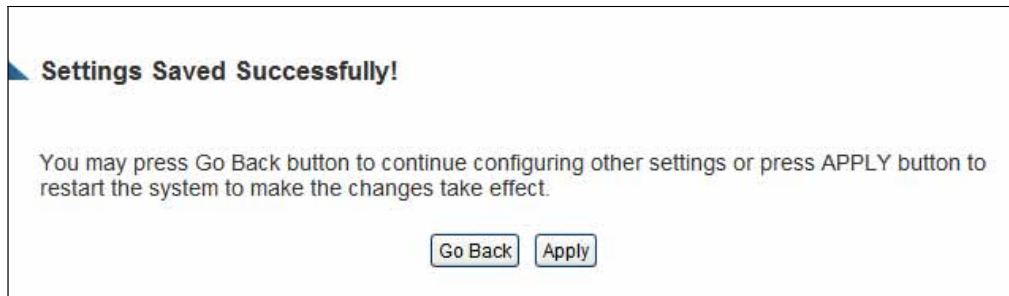 Settings Saved Successfully!
You may press Go Back button to continue configuring other settings or press APPLY button to
restart the system to make the changes take effect.
Go Back Apply